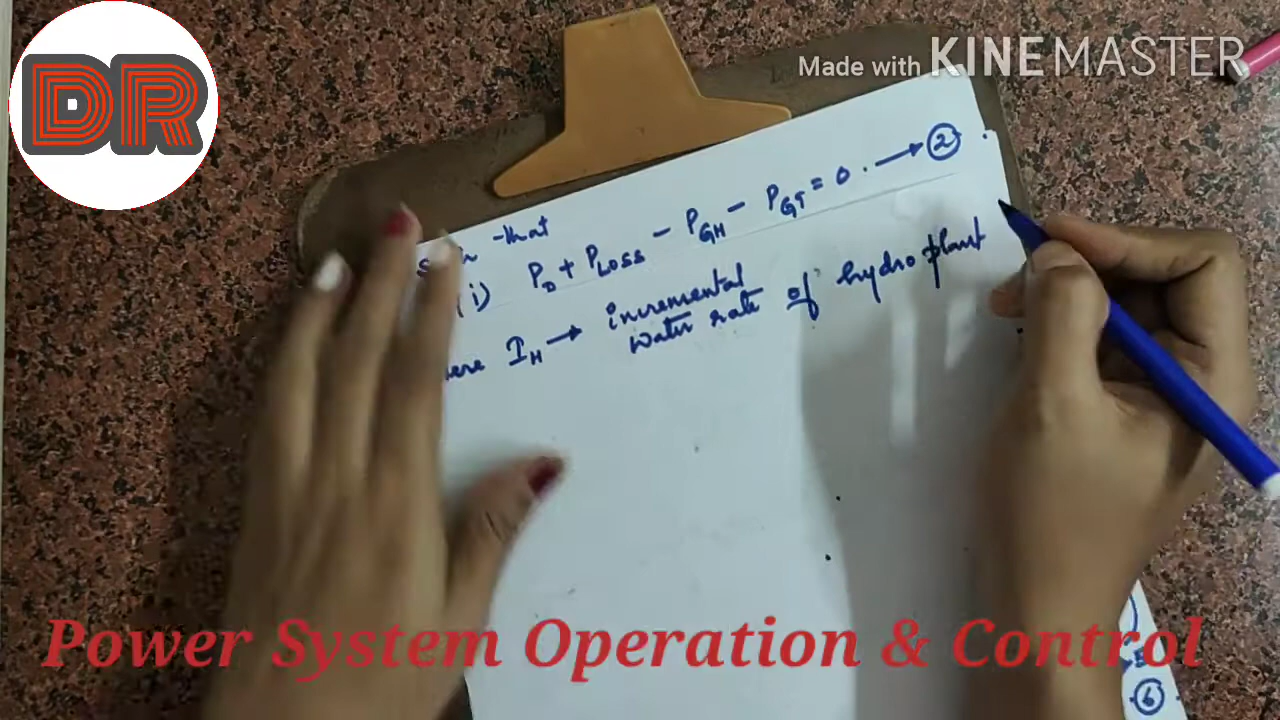 DR
Made with KINEMASTER
that
(i) P_D + P_LOSS - P_GH - P_GT = 0. → ②
I_H → incremental
water rate of hydro plant
Power System Operation & Control
⑥